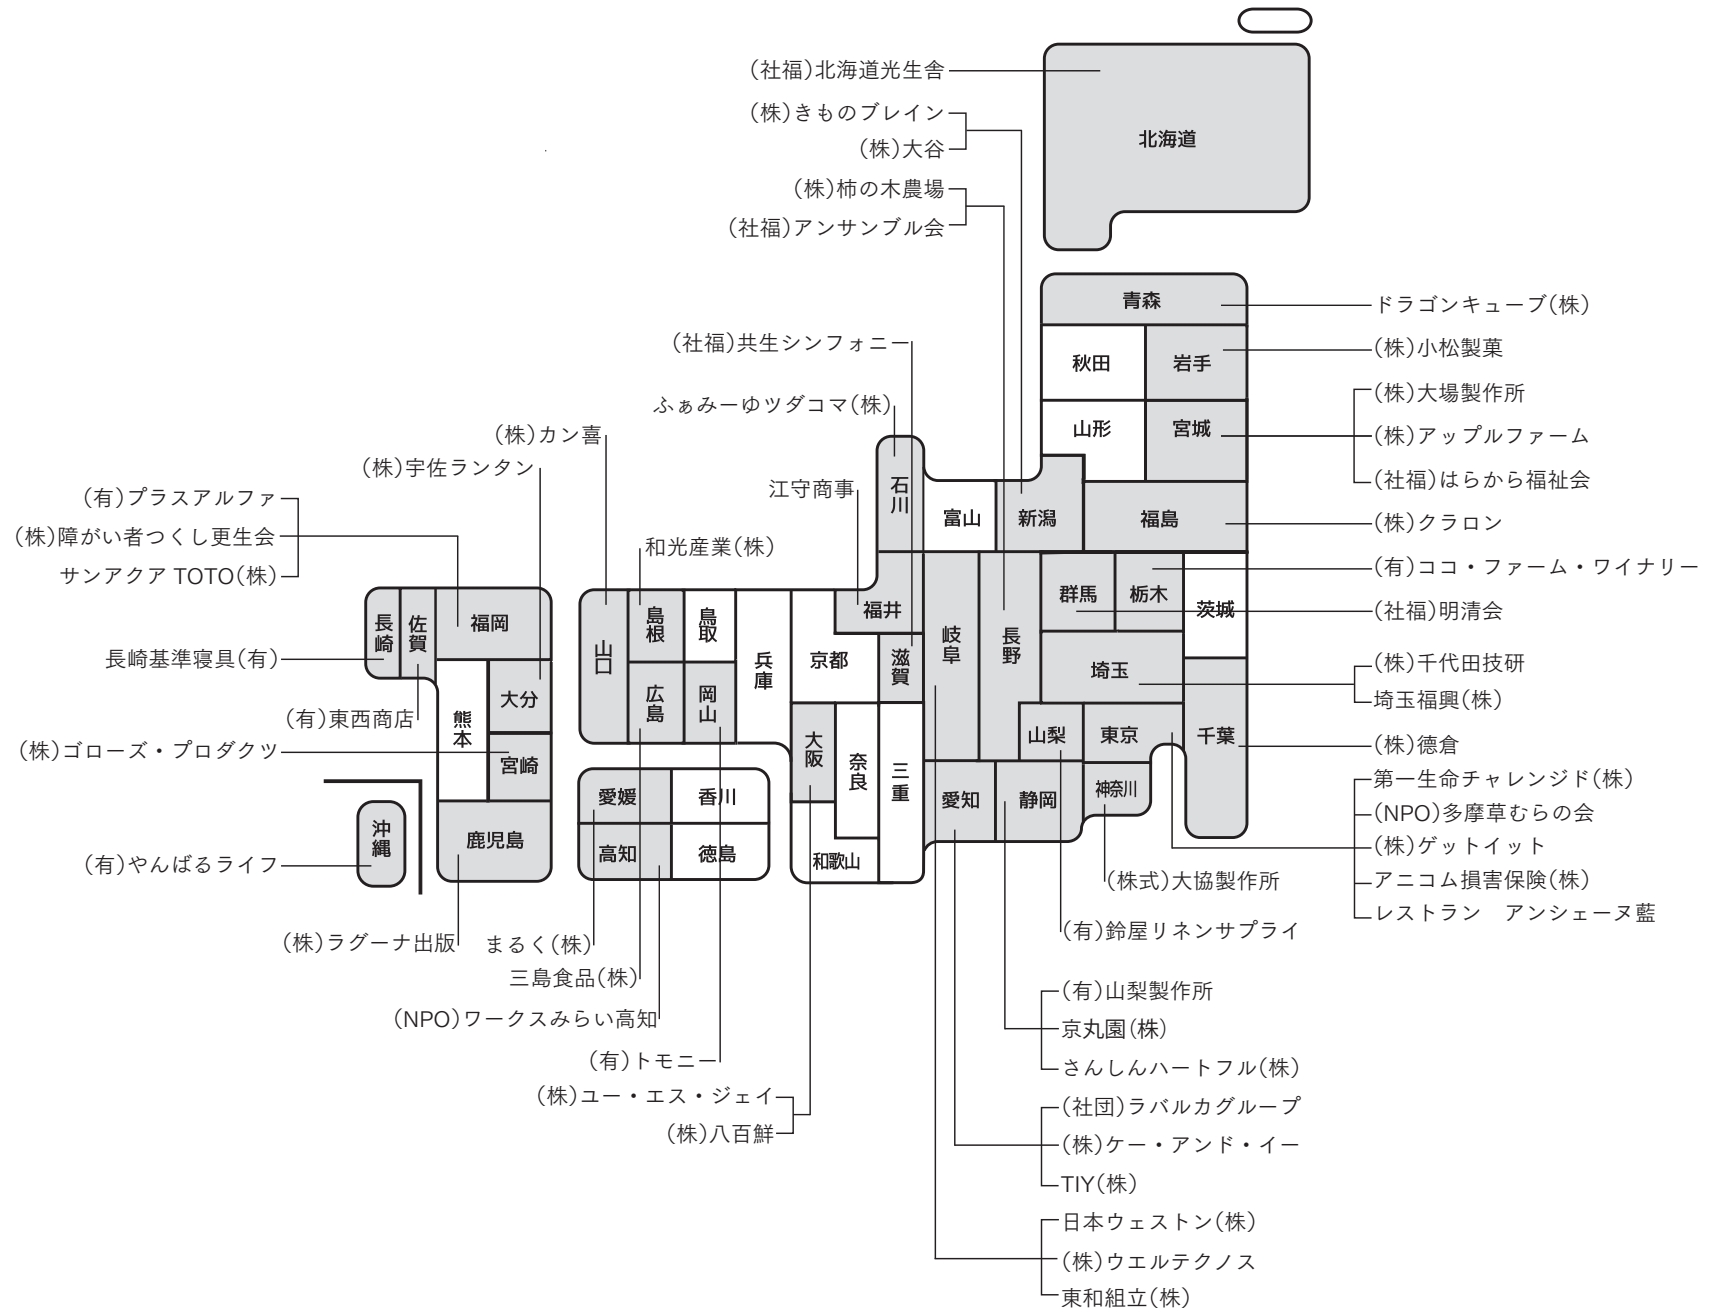 (社福)北海道光生舎
(株)きものブレイン
(株)大谷
(株)柿の木農場
(社福)アンサンブル会
(社福)共生シンフォニー
ふぁみーゆツダコマ(株)
(株)カン喜
(株)宇佐ランタン
江守商事
(有)プラスアルファ
(株)障がい者つくし更生会
サンアクア TOTO(株)
和光産業(株)
長崎基準寝具(有)
(有)東西商店
(株)ゴローズ・プロダクツ
(有)やんばるライフ
(株)ラグーナ出版
まるく(株)
三島食品(株)
(NPO)ワークスみらい高知
(有)トモニー
(株)ユー・エス・ジェイ
(株)八百鮮
北海道
青森
秋田
岩手
山形
宮城
石川
富山
新潟
福島
福井
岐阜
長野
群馬
栃木
茨城
埼玉
山梨
東京
千葉
神奈川
愛知
静岡
滋賀
京都
兵庫
大阪
奈良
三重
和歌山
鳥取
島根
岡山
広島
山口
愛媛
香川
高知
徳島
福岡
佐賀
長崎
大分
熊本
宮崎
鹿児島
沖縄
ドラゴンキューブ(株)
(株)小松製菓
(株)大場製作所
(株)アップルファーム
(社福)はらから福祉会
(株)クラロン
(有)ココ・ファーム・ワイナリー
(社福)明清会
(株)千代田技研
埼玉福興(株)
(株)德倉
第一生命チャレンジド(株)
(NPO)多摩草むらの会
(株)ゲットイット
アニコム損害保険(株)
レストラン　アンシェーヌ藍
(株式)大協製作所
(有)鈴屋リネンサプライ
(有)山梨製作所
京丸園(株)
さんしんハートフル(株)
(社団)ラバルカグループ
(株)ケー・アンド・イー
TIY(株)
日本ウェストン(株)
(株)ウエルテクノス
東和組立(株)